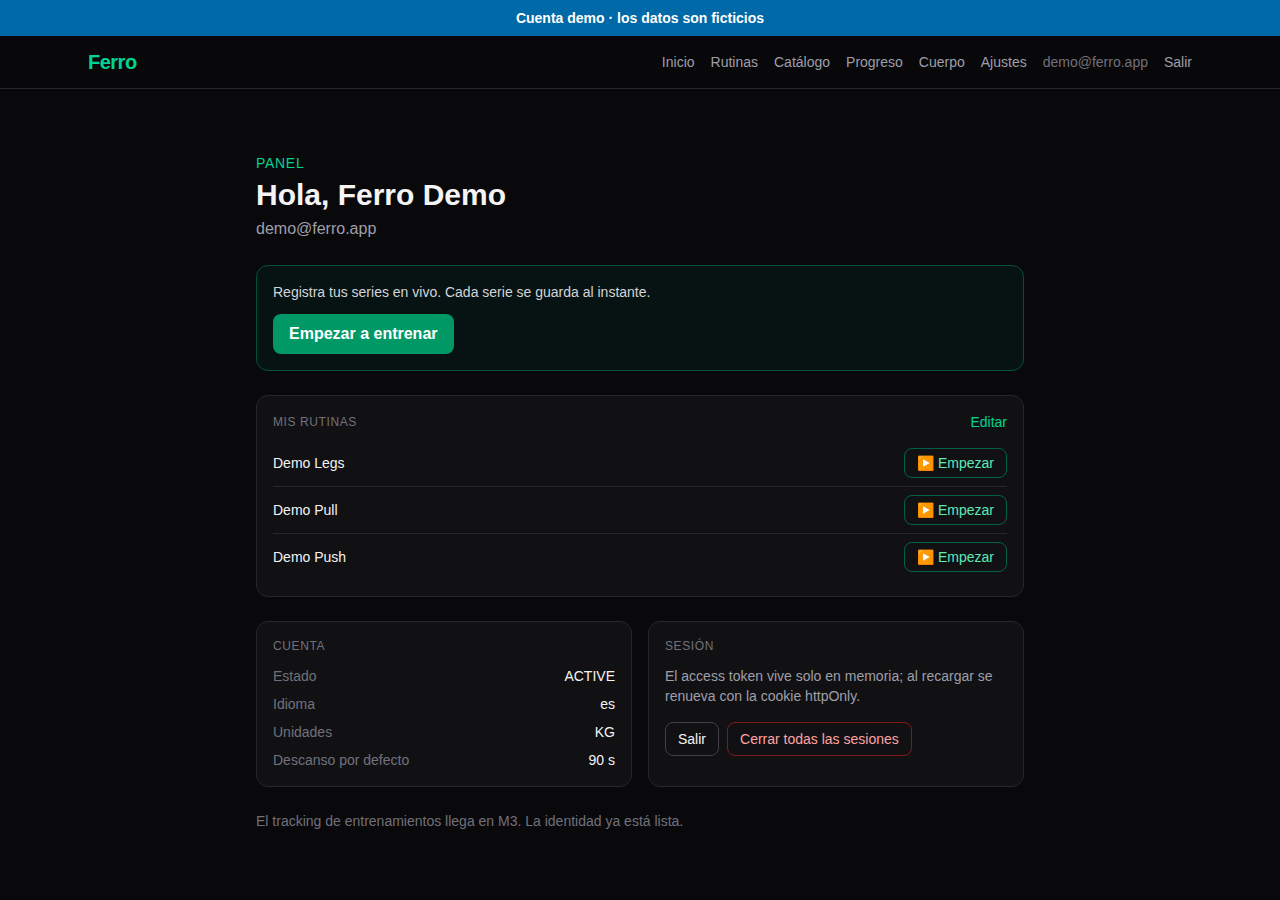 Cuenta demo · los datos son ficticios
Ferro
Inicio Rutinas Catálogo Progreso Cuerpo Ajustes demo@ferro.app Salir
PANEL
Hola, Ferro Demo
demo@ferro.app
Registra tus series en vivo. Cada serie se guarda al instante.
Empezar a entrenar
MIS RUTINAS Editar
Demo Legs ▶️ Empezar
Demo Pull ▶️ Empezar
Demo Push ▶️ Empezar
CUENTA
Estado ACTIVE
Idioma es
Unidades KG
Descanso por defecto 90 s
SESIÓN
El access token vive solo en memoria; al recargar se
renueva con la cookie httpOnly.
Salir Cerrar todas las sesiones
El tracking de entrenamientos llega en M3. La identidad ya está lista.